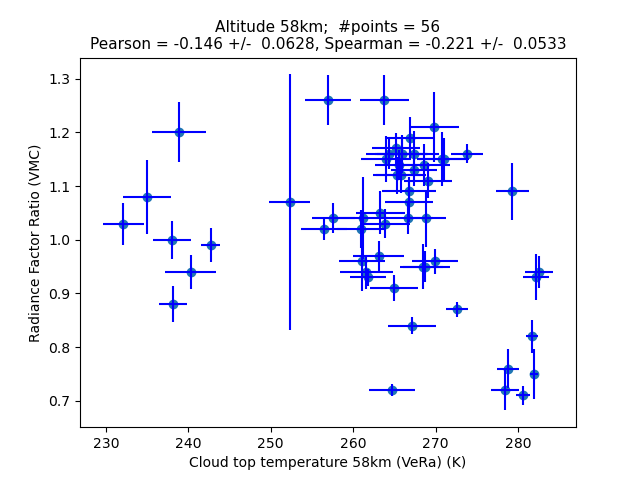 Altitude 58km;  #points = 56
Pearson = -0.146 +/-  0.0628, Spearman = -0.221 +/-  0.0533
Radiance Factor Ratio (VMC)
1.3
1.2
1.1
1.0
0.9
0.8
0.7
230 240 250 260 270 280
Cloud top temperature 58km (VeRa) (K)